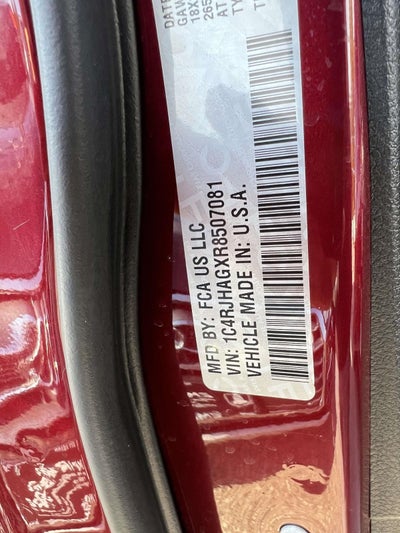 MFD BY: FCA US LLC
VIN: 1C4RJHAGXR8507081
VEHICLE MADE IN: U.S.A.